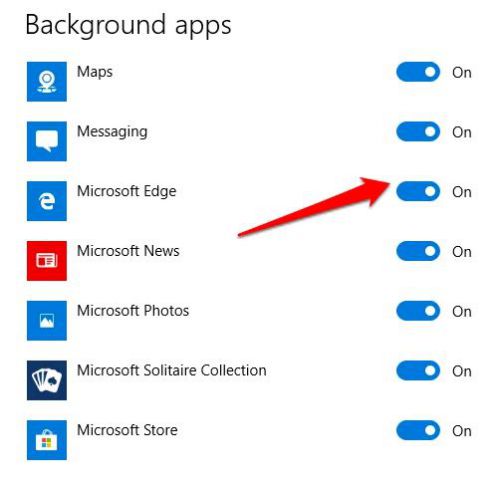 Background apps
Maps On
Messaging On
Microsoft Edge On
Microsoft News On
Microsoft Photos On
Microsoft Solitaire Collection On
Microsoft Store On